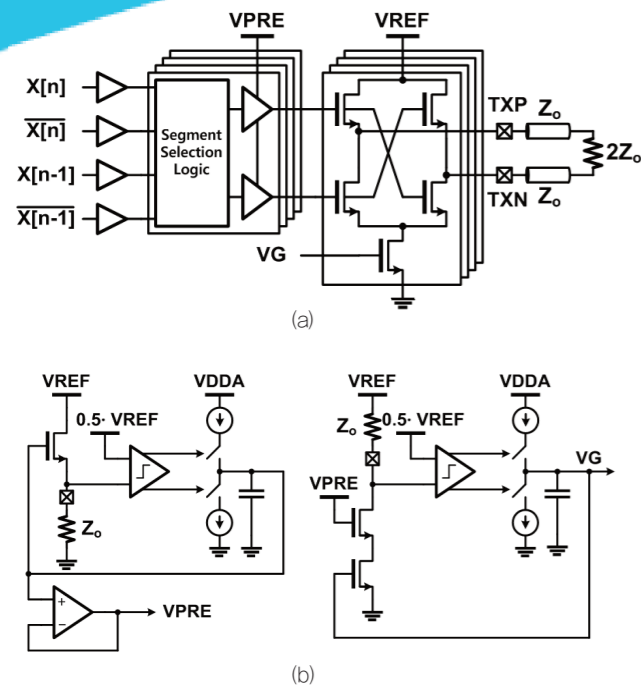 VPRE
VREF
X[n]
X[n]
X[n-1]
X[n-1]
Segment
Selection
Logic
VG
TXP
Zo
2Zo
TXN
Zo
(a)
VREF
VDDA
0.5· VREF
Zo
+
−
VPRE
VREF
VDDA
Zo
0.5· VREF
VPRE
VG
(b)